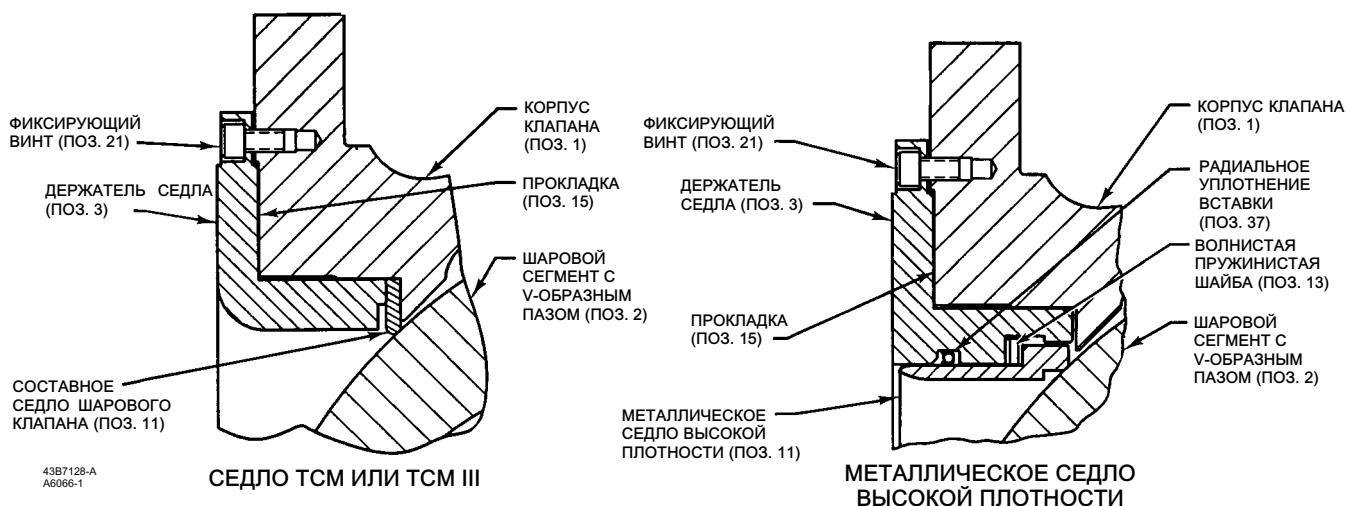 ФИКСИРУЮЩИЙ
ВИНТ (ПОЗ. 21)
ДЕРЖАТЕЛЬ СЕДЛА
(ПОЗ. 3)
КОРПУС
КЛАПАНА
(ПОЗ. 1)
ПРОКЛАДКА
(ПОЗ. 15)
ШАРОВОЙ
СЕГМЕНТ С
V-ОБРАЗНЫМ
ПАЗОМ (ПОЗ. 2)
СОСТАВНОЕ
СЕДЛО ШАРОВОГО
КЛАПАНА (ПОЗ. 11)
43B7128-A
A6066-1
СЕДЛО ТСМ ИЛИ ТСМ III
ФИКСИРУЮЩИЙ
ВИНТ (ПОЗ. 21)
ДЕРЖАТЕЛЬ
СЕДЛА (ПОЗ. 3)
ПРОКЛАДКА
(ПОЗ. 15)
МЕТАЛЛИЧЕСКОЕ
СЕДЛО ВЫСОКОЙ
ПЛОТНОСТИ (ПОЗ. 11)
КОРПУС КЛАПАНА
(ПОЗ. 1)
РАДИАЛЬНОЕ
УПЛОТНЕНИЕ
ВСТАВКИ
(ПОЗ. 37)
ВОЛНИСТАЯ
ПРУЖИНИСТАЯ
ШАЙБА (ПОЗ. 13)
ШАРОВОЙ
СЕГМЕНТ С
V-ОБРАЗНЫМ
ПАЗОМ (ПОЗ. 2)
МЕТАЛЛИЧЕСКОЕ СЕДЛО
ВЫСОКОЙ ПЛОТНОСТИ